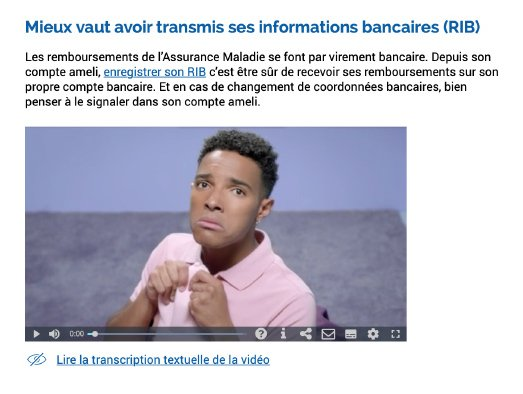 Mieux vaut avoir transmis ses informations bancaires (RIB)
Les remboursements de l'Assurance Maladie se font par virement bancaire. Depuis son
compte ameli, enregistrer son RIB c'est être sûr de recevoir ses remboursements sur son
propre compte bancaire. Et en cas de changement de coordonnées bancaires, bien
penser à le signaler dans son compte ameli.
0:00
Lire la transcription textuelle de la vidéo